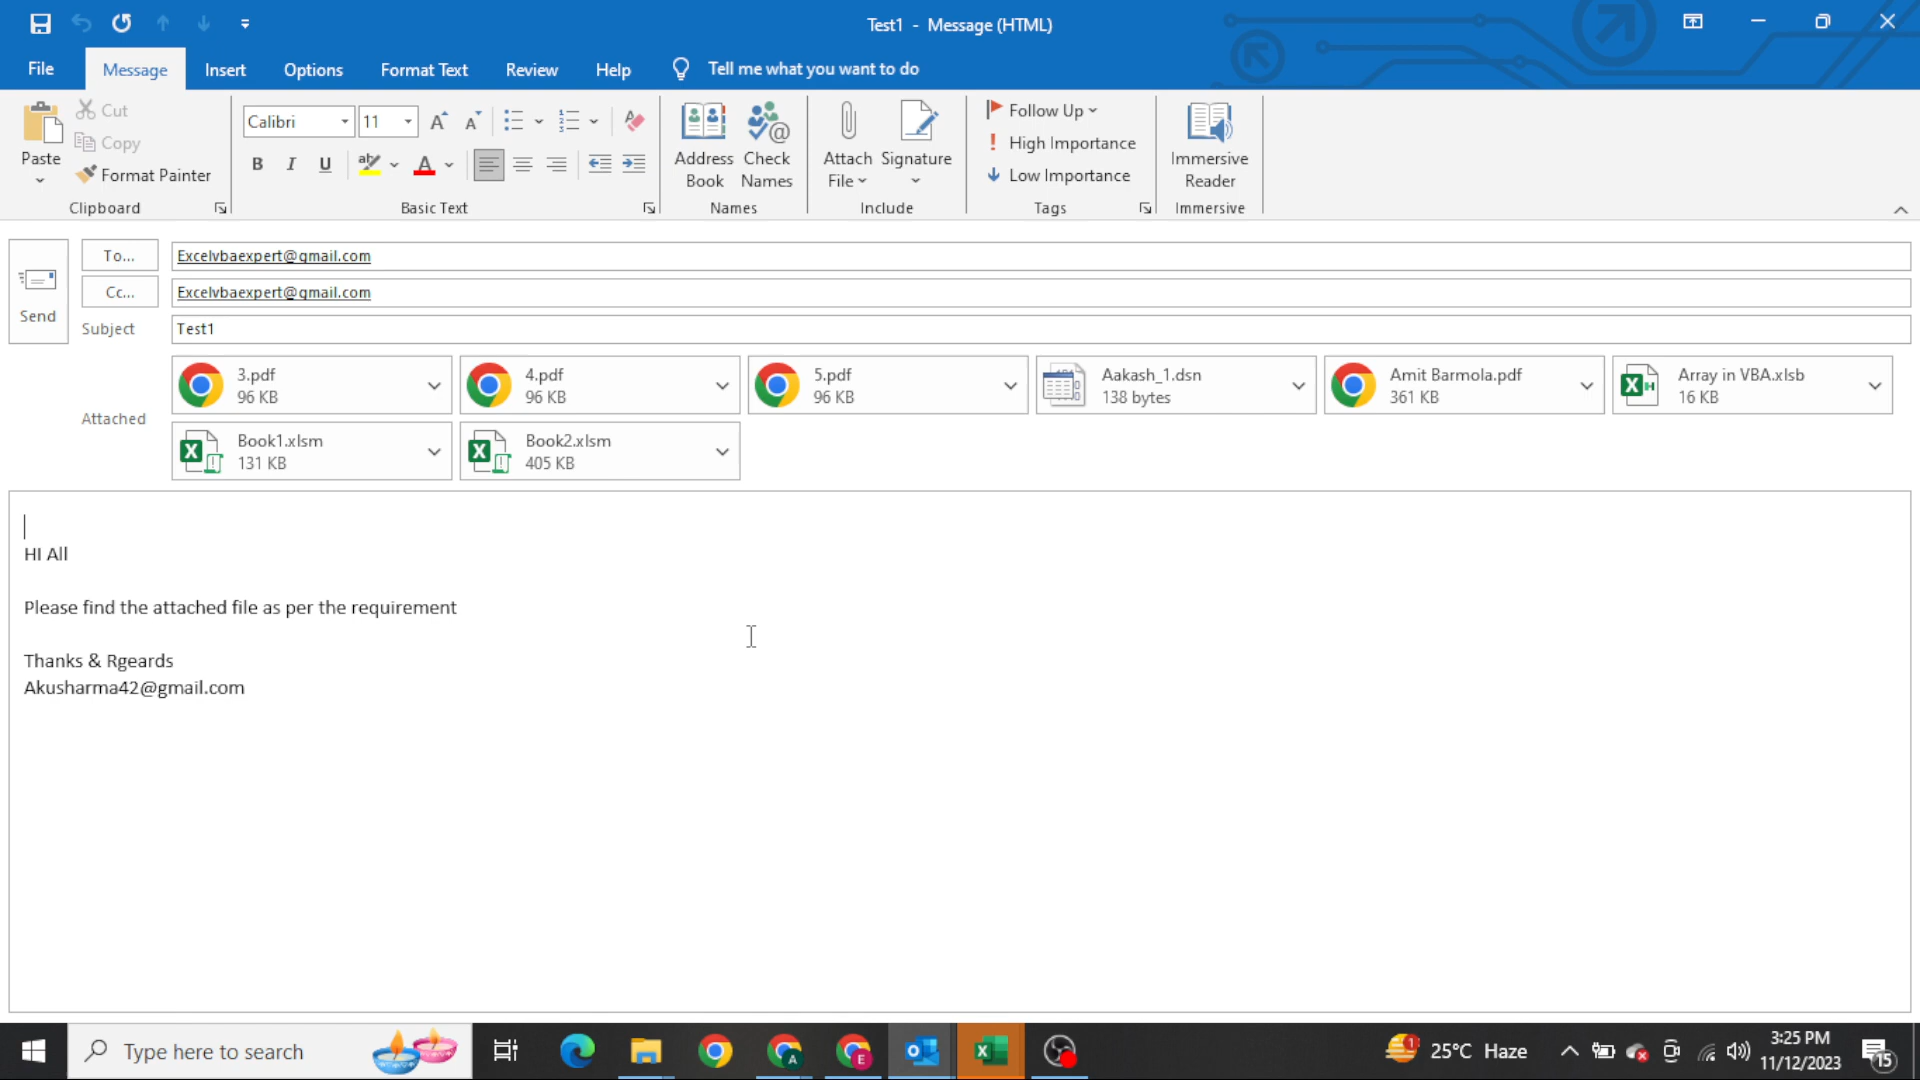 Test1 - Message (HTML)
File Message Insert Options Format Text Review Help Tell me what you want to do
Paste
Cut
Copy
Format Painter
Clipboard
Calibri 11
B I U
Basic Text
Address Book
Check Names
Names
Attach File
Signature
Include
Follow Up
High Importance
Low Importance
Tags
Immersive Reader
Immersive
Send
To... Excelvbaexpert@gmail.com
Cc... Excelvbaexpert@gmail.com
Subject Test1
Attached
3.pdf
96 KB
4.pdf
96 KB
5.pdf
96 KB
Aakash_1.dsn
138 bytes
Amit Barmola.pdf
361 KB
Array in VBA.xlsb
16 KB
Book1.xlsm
131 KB
Book2.xlsm
405 KB
HI All
Please find the attached file as per the requirement
Thanks & Rgeards
Akusharma42@gmail.com
Type here to search
A
E
1
25°C Haze
3:25 PM
11/12/2023
15